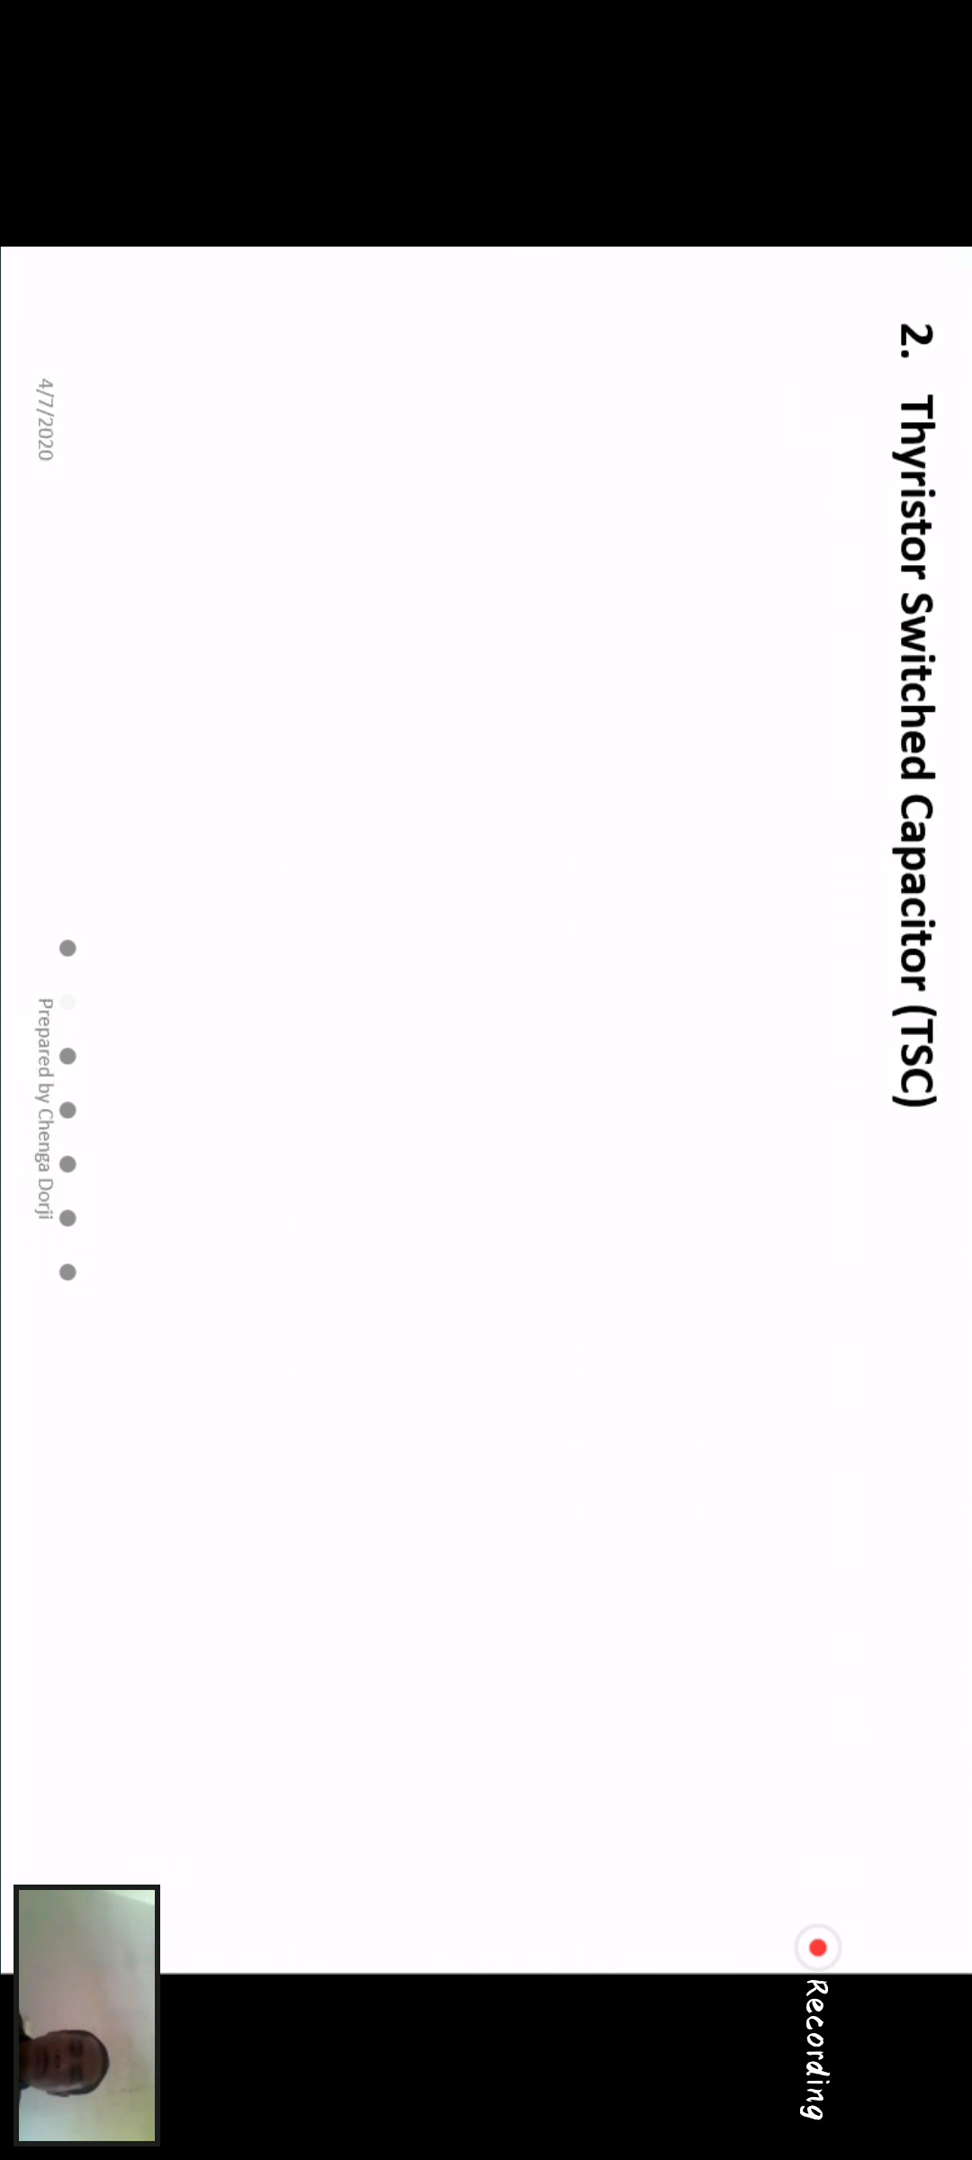 2. Thyristor Switched Capacitor (TSC)
Recording
4/7/2020
Prepared by Chenga Dorji